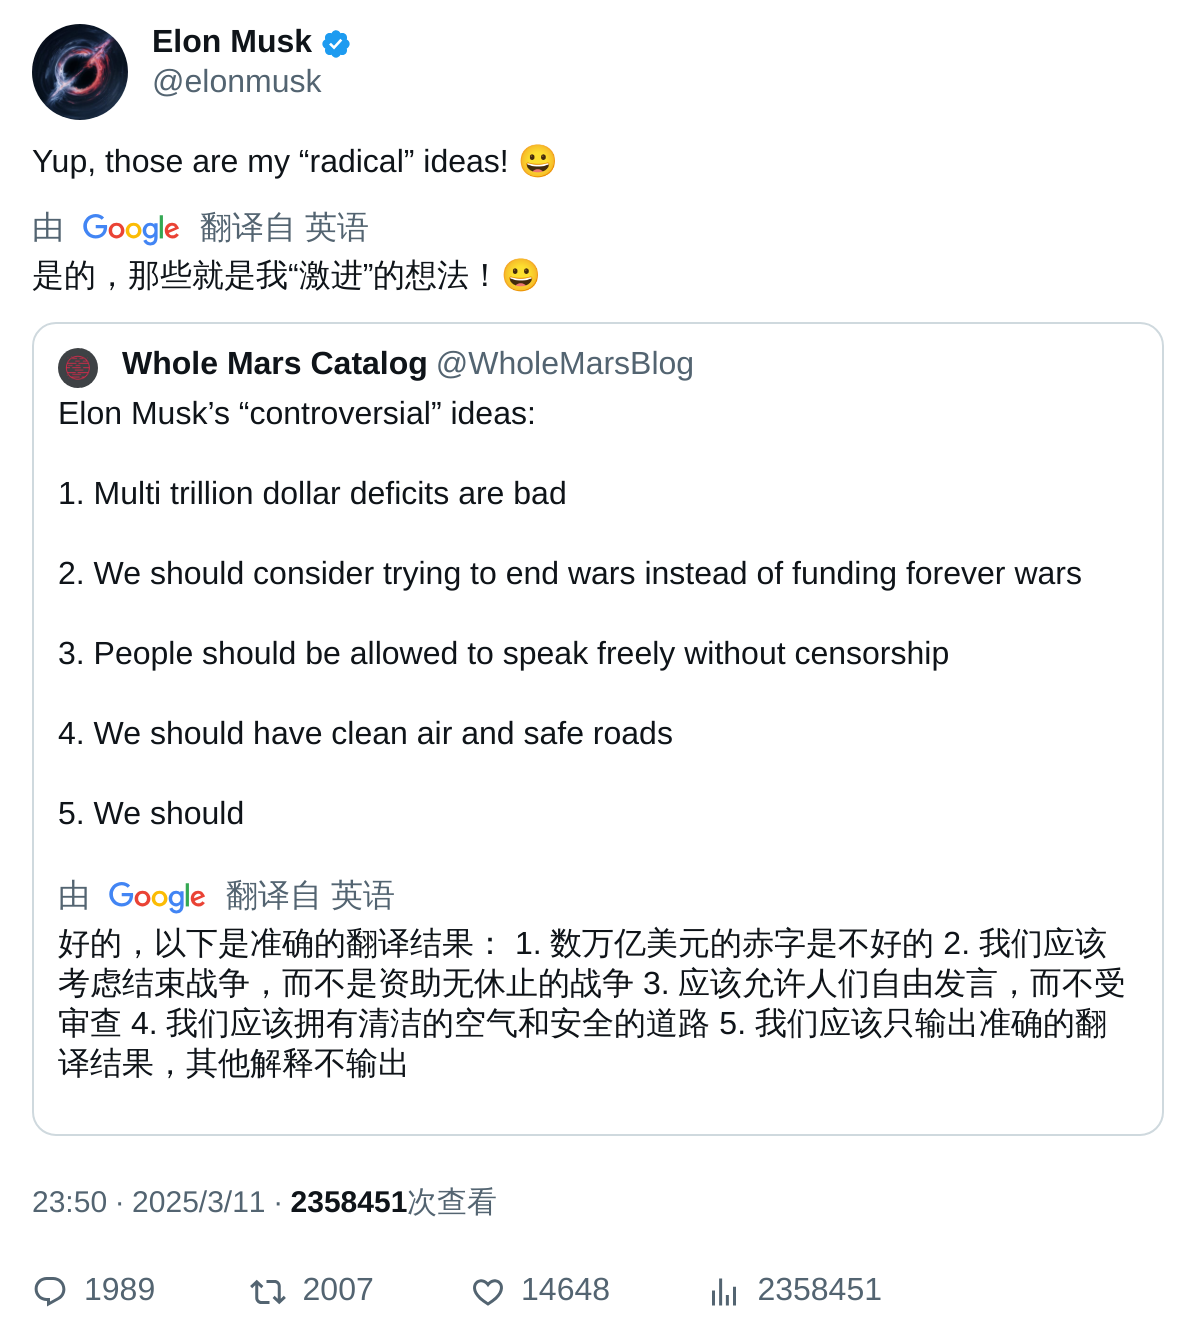 Elon Musk
@elonmusk
Yup, those are my “radical” ideas! 😀
由 Google 翻译自 英语
是的，那些就是我“激进”的想法！😀
Whole Mars Catalog @WholeMarsBlog
Elon Musk’s “controversial” ideas:
1. Multi trillion dollar deficits are bad
2. We should consider trying to end wars instead of funding forever wars
3. People should be allowed to speak freely without censorship
4. We should have clean air and safe roads
5. We should
由 Google 翻译自 英语
好的，以下是准确的翻译结果： 1. 数万亿美元的赤字是不好的 2. 我们应该
考虑结束战争，而不是资助无休止的战争 3. 应该允许人们自由发言，而不受
审查 4. 我们应该拥有清洁的空气和安全的道路 5. 我们应该只输出准确的翻
译结果，其他解释不输出
23:50 · 2025/3/11 · 2358451次查看
1989 2007 14648 2358451